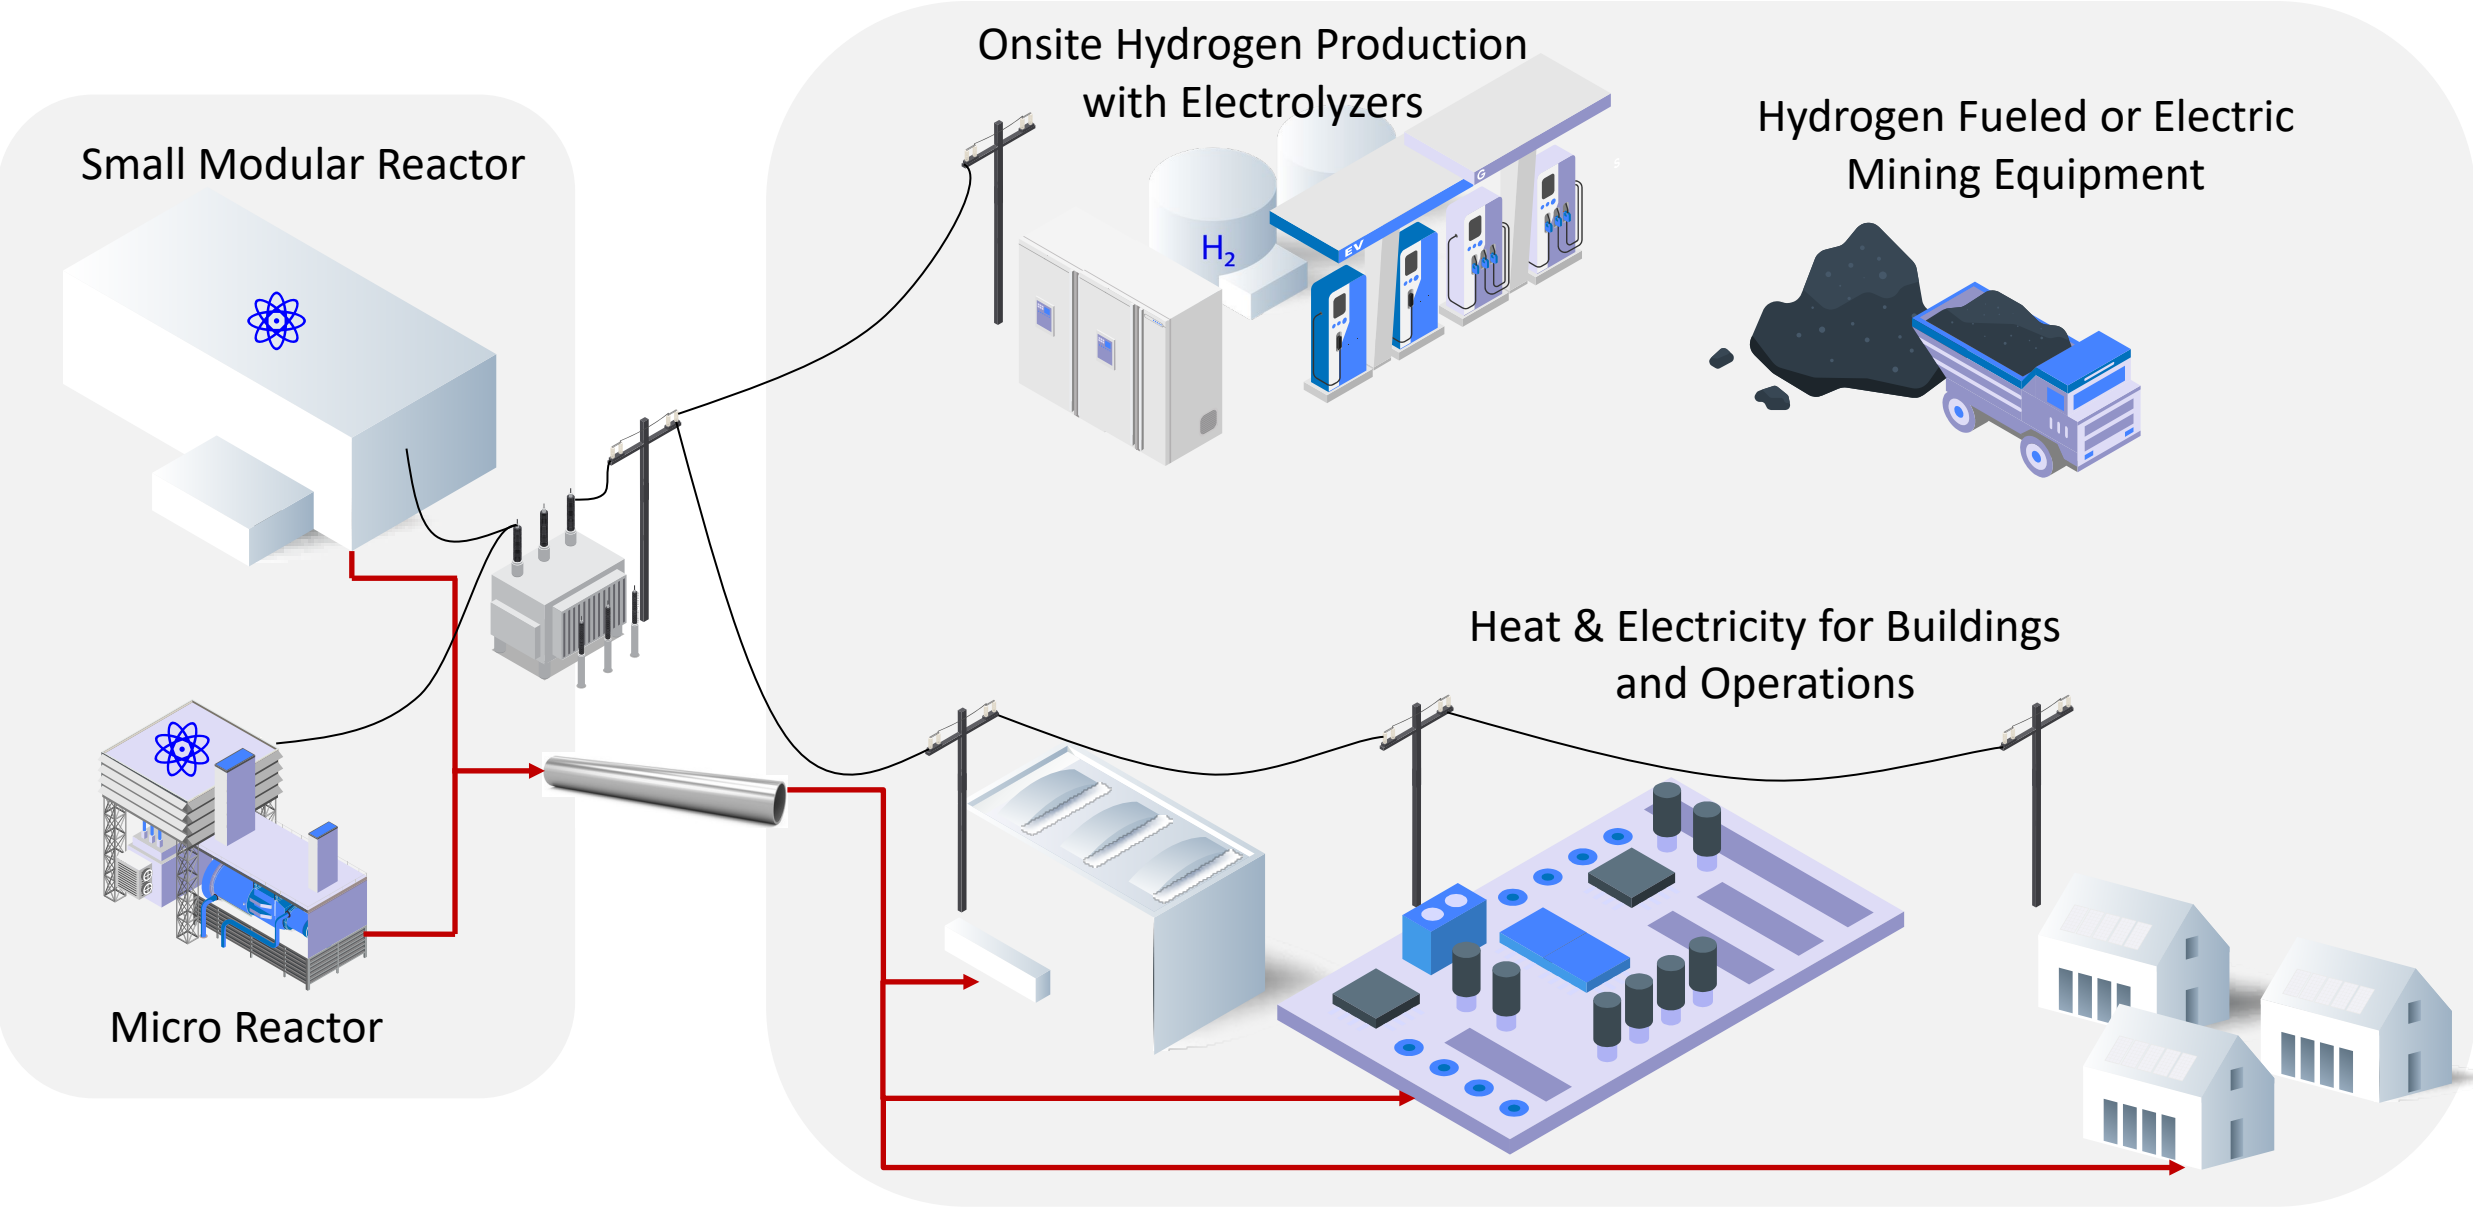 Onsite Hydrogen Production
with Electrolyzers
Hydrogen Fueled or Electric
Mining Equipment
Small Modular Reactor
G
S
H₂
EV
Heat & Electricity for Buildings
and Operations
Micro Reactor